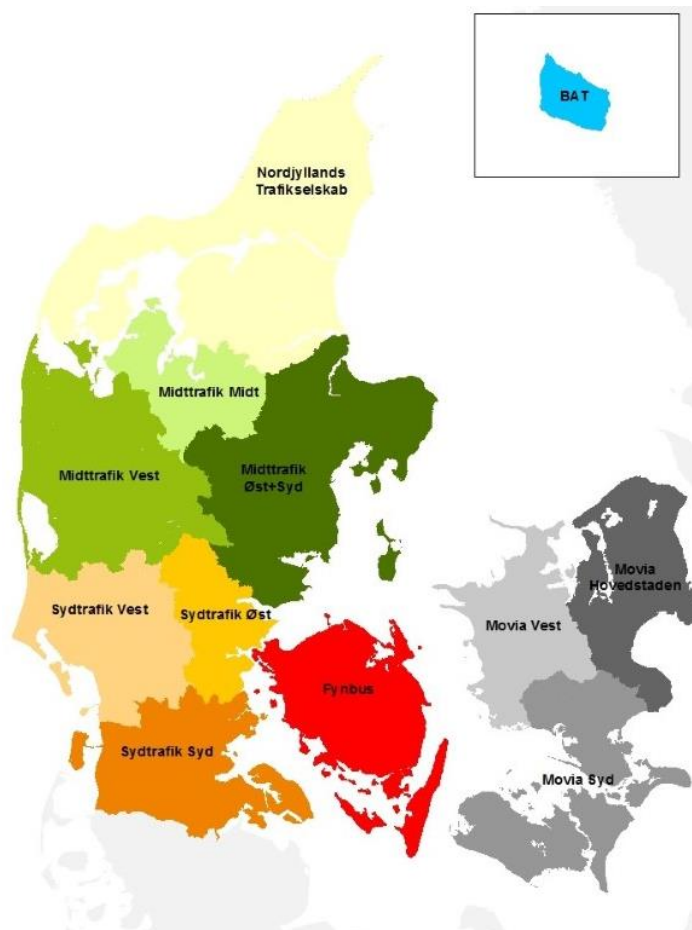 BAT
Nordjyllands
Trafikselskab
Midttrafik Midt
Midttrafik Vest
Midttrafik
Øst+Syd
Movia
Hovedstaden
Sydtrafik Vest
Sydtrafik Øst
Movia Vest
Fynbus
Sydtrafik Syd
Movia Syd